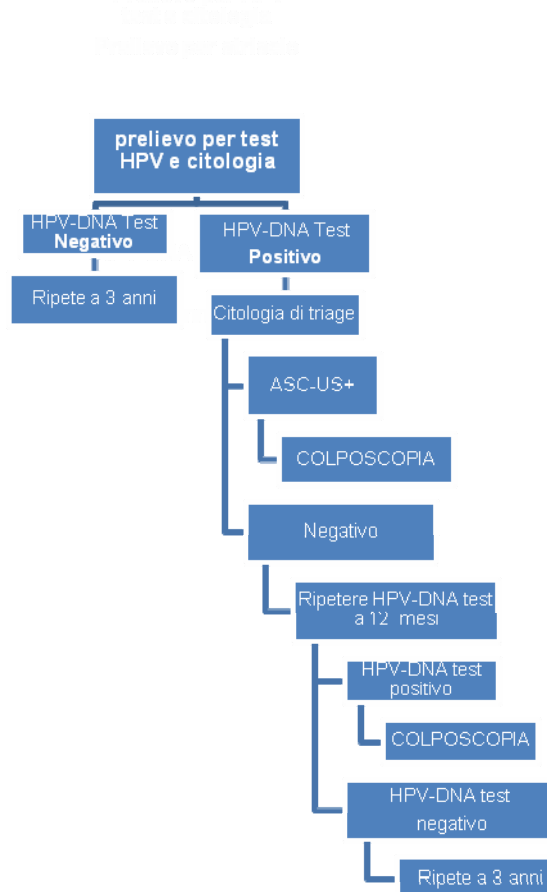 prelievo per test
HPV e citologia
HPV-DNA Test
Negativo
HPV-DNA Test
Positivo
Ripete a 3 anni
Citologia di triage
ASC-US+
COLPOSCOPIA
Negativo
Ripetere HPV-DNA test
a 12 mesi
HPV-DNA test
positivo
COLPOSCOPIA
HPV-DNA test
negativo
Ripete a 3 anni